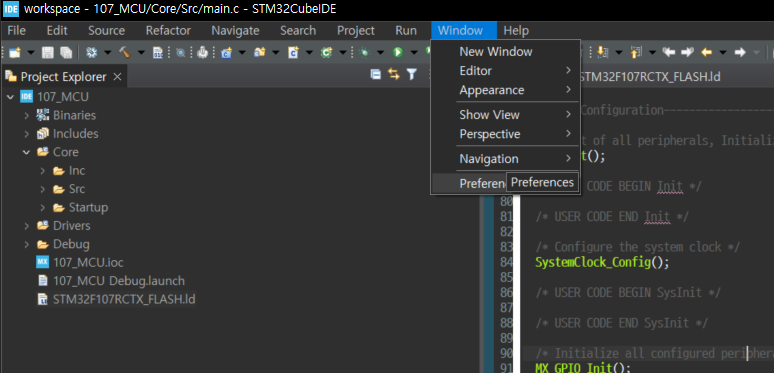 IDE workspace - 107_MCU/Core/Src/main.c - STM32CubeIDE
File Edit Source Refactor Navigate Search Project Run Window Help
New Window
Editor
Appearance
Show View
Perspective
Navigation
Preferen
Preferences
Project Explorer
IDE 107_MCU
Binaries
Includes
Core
Inc
Src
Startup
Drivers
Debug
MX 107_MCU.ioc
107_MCU Debug.launch
STM32F107RCTX_FLASH.ld
STM32F107RCTX_FLASH.ld
Configuration--
t of all peripherals, Initializ
t();
CODE BEGIN Init */
80
81 /* USER CODE END Init */
82
83 /* Configure the system clock */
84 SystemClock_Config();
85
86 /* USER CODE BEGIN SysInit */
87
88 /* USER CODE END SysInit */
89
90 /* Initialize all configured periphera
91 MX_GPIO_Init();